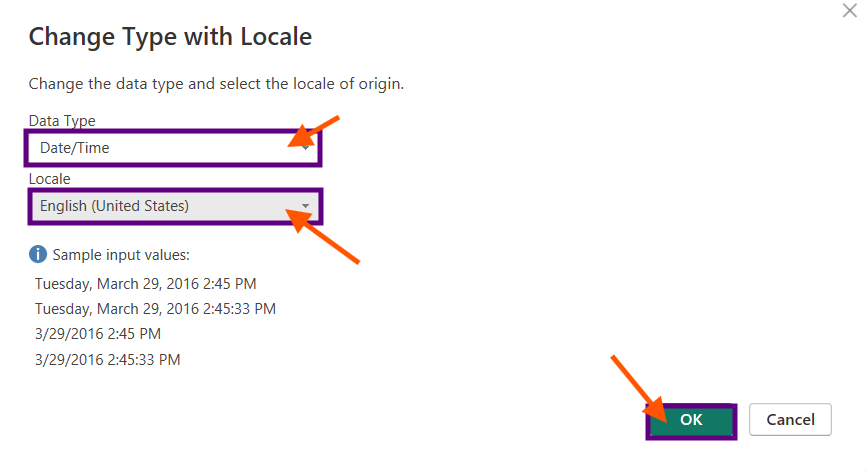 Change Type with Locale
Change the data type and select the locale of origin.
Data Type
Date/Time
Locale
English (United States)
Sample input values:
Tuesday, March 29, 2016 2:45 PM
Tuesday, March 29, 2016 2:45:33 PM
3/29/2016 2:45 PM
3/29/2016 2:45:33 PM
OK Cancel